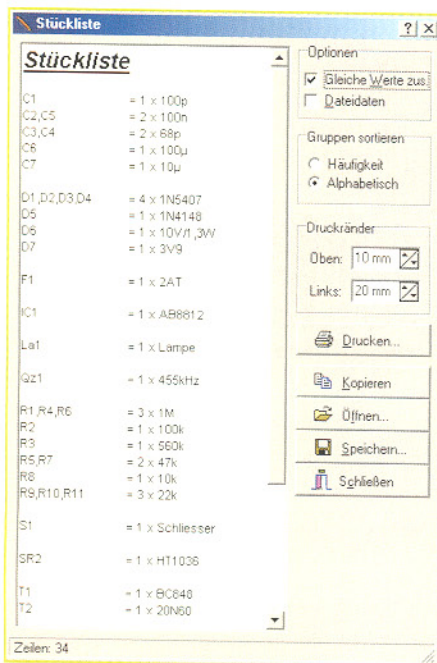 Stückliste
Stückliste
C1 = 1 x 100p
C2,C5 = 2 x 100n
C3,C4 = 2 x 68p
C6 = 1 x 100µ
C7 = 1 x 10µ
D1,D2,D3,D4 = 4 x 1N5407
D5 = 1 x 1N4148
D6 = 1 x 10V/1,3W
D7 = 1 x 3V9
F1 = 1 x 2AT
IC1 = 1 x AB8812
La1 = 1 x Lampe
Qz1 = 1 x 455kHz
R1,R4,R6 = 3 x 1M
R2 = 1 x 100k
R3 = 1 x 560k
R5,R7 = 2 x 47k
R8 = 1 x 10k
R9,R10,R11 = 3 x 22k
S1 = 1 x Schliesser
SR2 = 1 x HT1036
T1 = 1 x BC848
T2 = 1 x 20N60
Optionen
Gleiche Werte zus.
Dateidaten
Gruppen sortieren
Häufigkeit
Alphabetisch
Druckränder
Oben: 10 mm
Links: 20 mm
Drucken...
Kopieren
Öffnen...
Speichern...
Schließen
Zeilen: 34